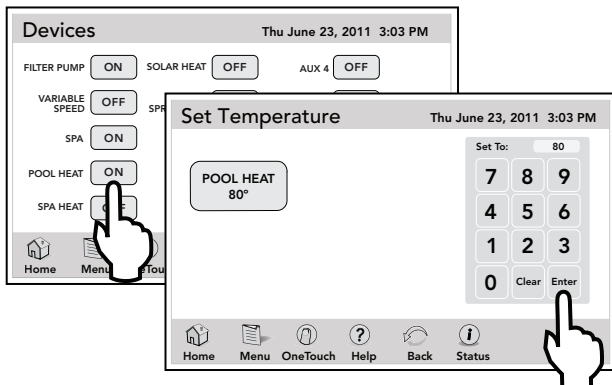 Devices
Thu June 23, 2011 3:03 PM
FILTER PUMP ON SOLAR HEAT OFF AUX 4 OFF
VARIABLE
SPEED OFF
SPA ON
POOL HEAT ON
SPA HEAT
Home
Set Temperature
Thu June 23, 2011 3:03 PM
POOL HEAT
80°
Set To: 80
7 8 9
4 5 6
1 2 3
0 Clear Enter
Home Menu OneTouch Help Back Status